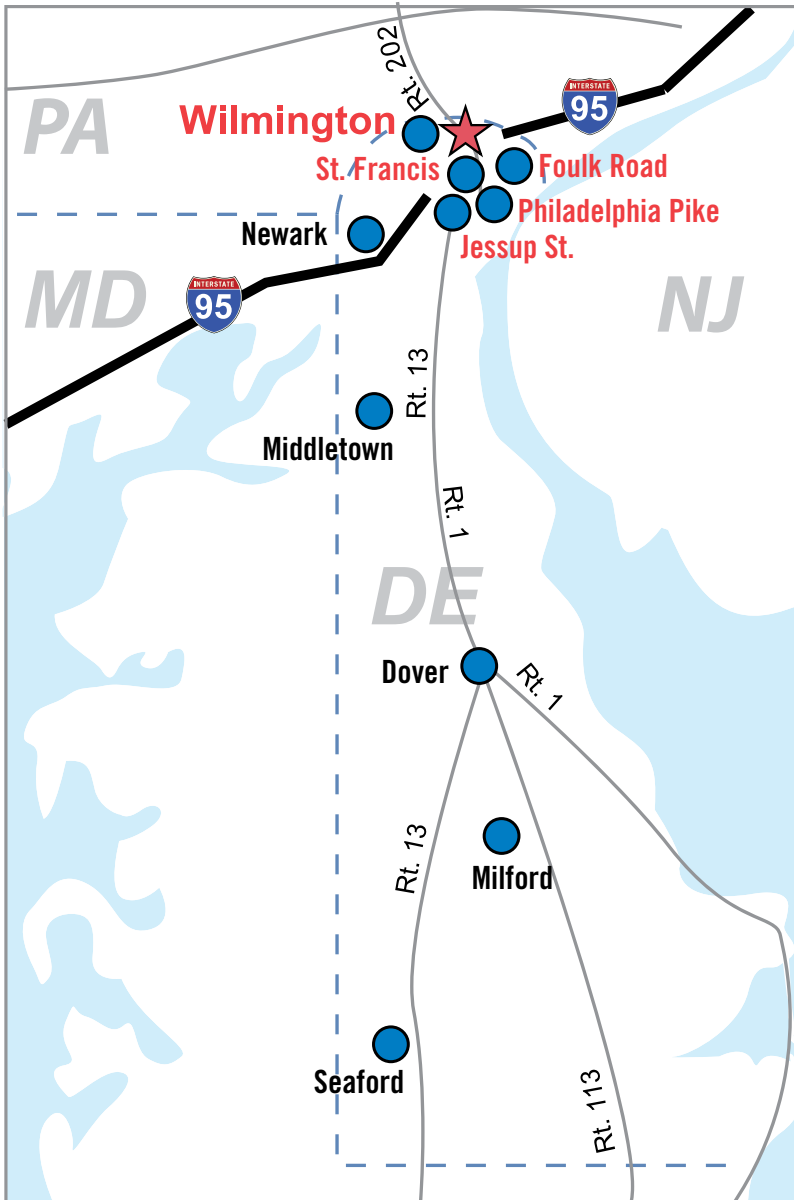 Rt. 202
INTERSTATE
95
PA
Wilmington
St. Francis
Foulk Road
Philadelphia Pike
Newark
Jessup St.
MD
INTERSTATE
95
NJ
Rt. 13
Middletown
Rt. 1
DE
Dover
Rt. 1
Rt. 13
Milford
Seaford
Rt. 113